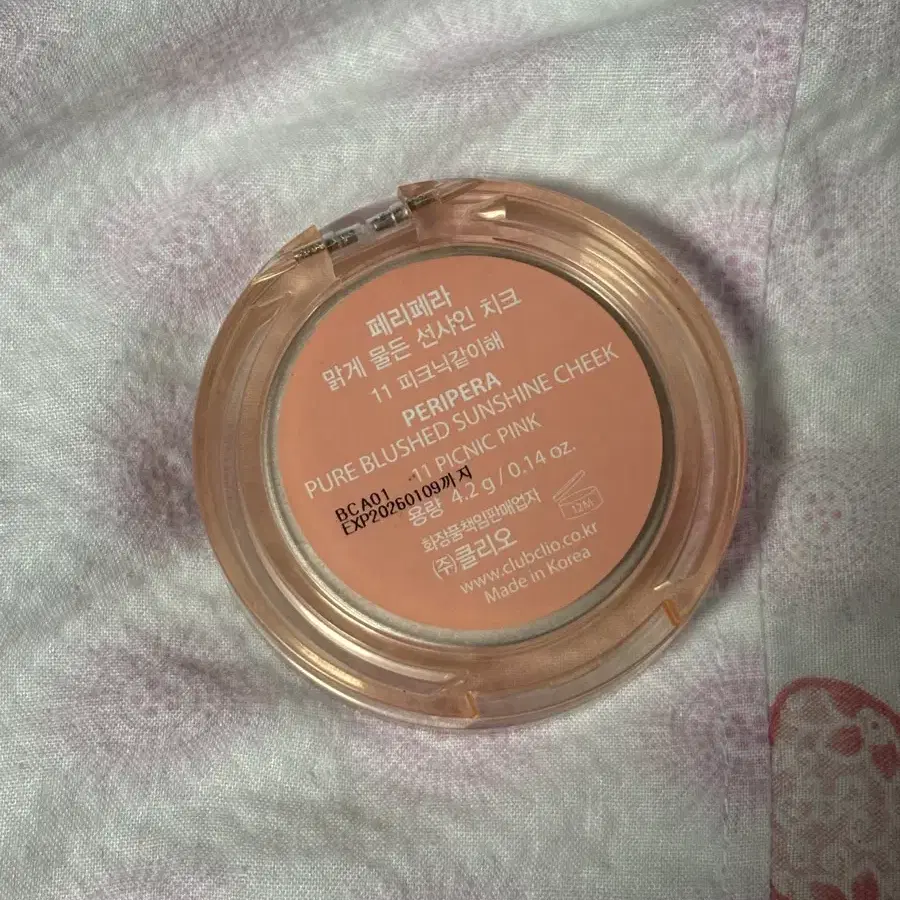 페리페라
맑게 물든 선샤인 치크
11 피크닉같이해
PERIPERA
PURE BLUSHED SUNSHINE CHEEK
11 PICNIC PINK
BCA01
EXP20260109까지
용량 4.2 g / 0.14 oz.
화장품책임판매업자
㈜클리오
12M
www.clubclio.co.kr
Made in Korea